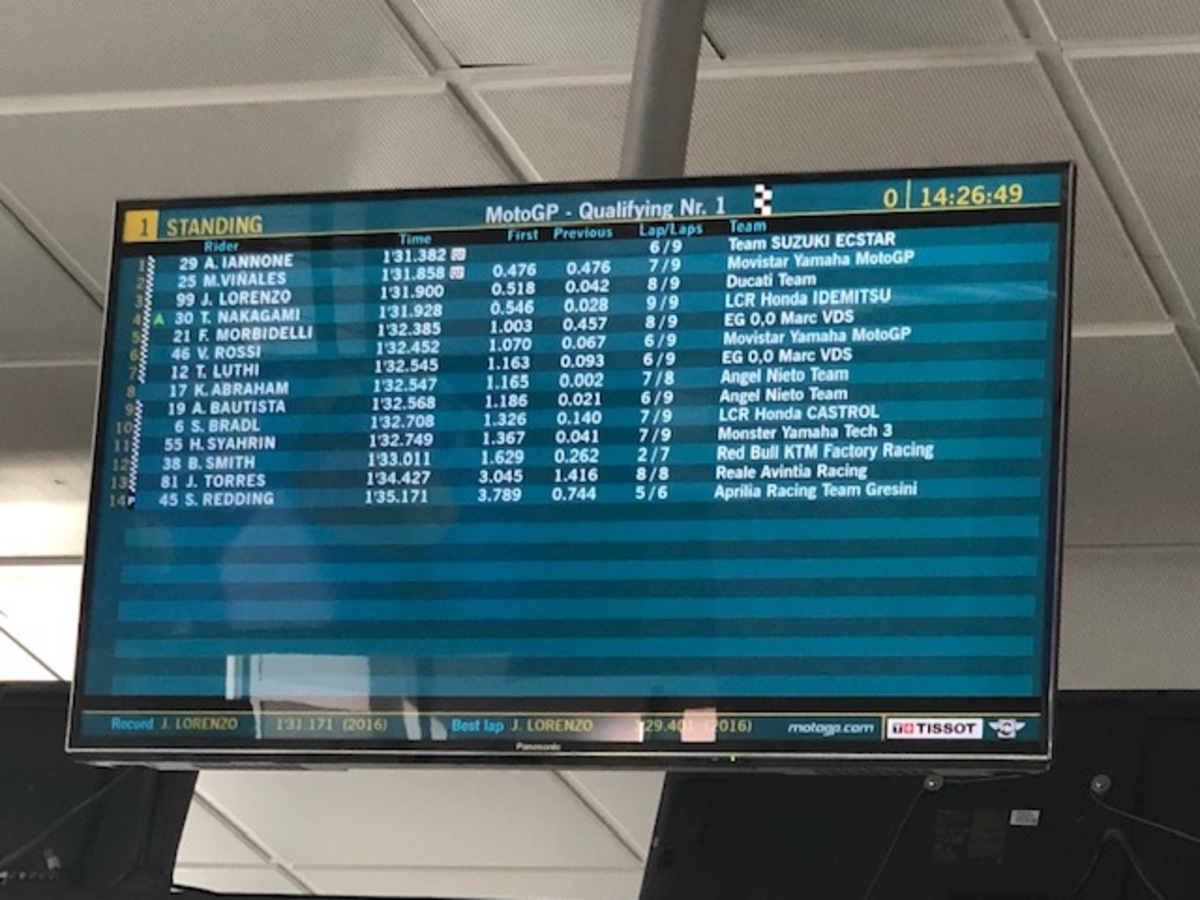 1 STANDING MotoGP - Qualifying Nr. 1 0 14:26:49
Rider Time First Previous Lap/Laps Team
1 29 A. IANNONE 1'31.382 6/9 Team SUZUKI ECSTAR
2 25 M.VIÑALES 1'31.858 0.476 0.476 7/9 Movistar Yamaha MotoGP
3 99 J. LORENZO 1'31.900 0.518 0.042 8/9 Ducati Team
4 30 T. NAKAGAMI 1'31.928 0.546 0.028 9/9 LCR Honda IDEMITSU
5 21 F. MORBIDELLI 1'32.385 1.003 0.457 8/9 EG 0,0 Marc VDS
6 46 V. ROSSI 1'32.452 1.070 0.067 6/9 Movistar Yamaha MotoGP
7 12 T. LUTHI 1'32.545 1.163 0.093 6/9 EG 0,0 Marc VDS
8 17 K. ABRAHAM 1'32.547 1.165 0.002 7/8 Angel Nieto Team
9 19 A. BAUTISTA 1'32.568 1.186 0.021 6/9 Angel Nieto Team
10 6 S. BRADL 1'32.708 1.326 0.140 7/9 LCR Honda CASTROL
11 55 H. SYAHRIN 1'32.749 1.367 0.041 7/9 Monster Yamaha Tech 3
12 38 B. SMITH 1'33.011 1.629 0.262 2/7 Red Bull KTM Factory Racing
13 81 J. TORRES 1'34.427 3.045 1.416 8/8 Reale Avintia Racing
14 P 45 S. REDDING 1'35.171 3.789 0.744 5/6 Aprilia Racing Team Gresini
Record J. LORENZO 1'31.171 (2016) Best lap J. LORENZO 29.401 2016) motogp.com T+ TISSOT
Panasonic